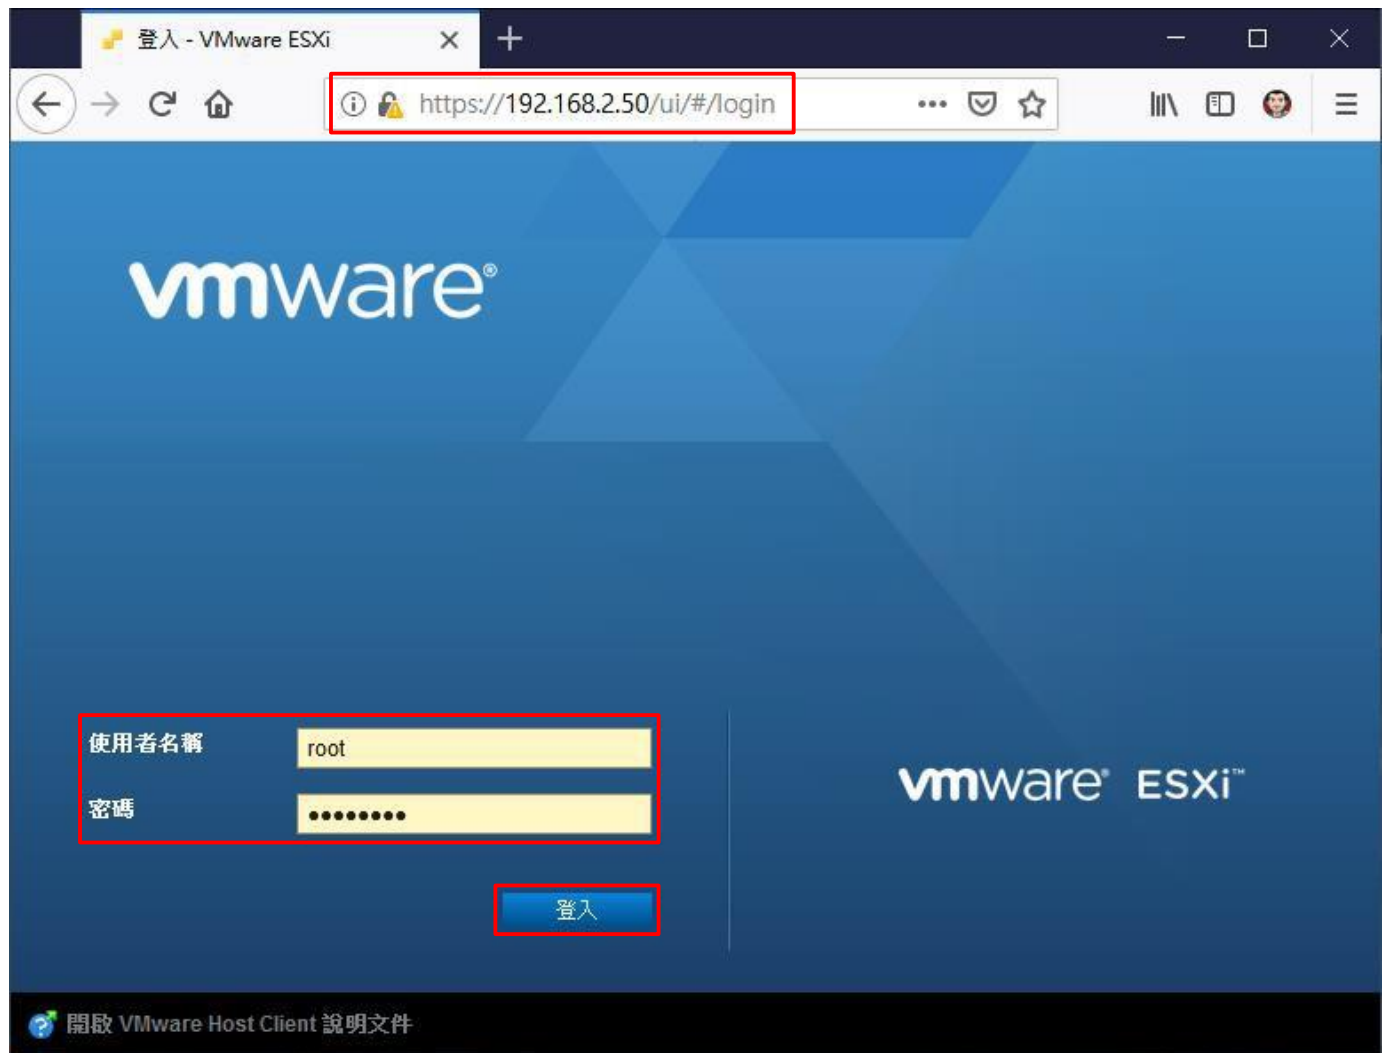 登入 - VMware ESXi
https://192.168.2.50/ui/#/login
vmware®
使用者名稱 root
密碼 ••••••••
登入
vmware® ESXi™
開啟 VMware Host Client 說明文件